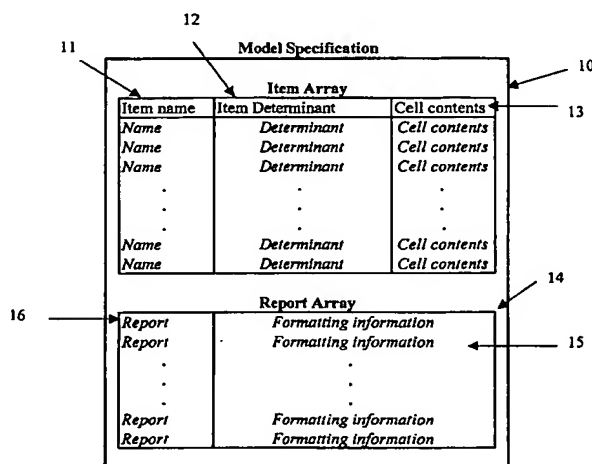 12
11
Model Specification
10
Item Array
Item name Item Determinant Cell contents
13
Name Determinant Cell contents
Name Determinant Cell contents
Name Determinant Cell contents
. . .
. . .
. . .
Name Determinant Cell contents
Name Determinant Cell contents
14
Report Array
16
Report Formatting information
Report Formatting information
15
. .
. .
. .
Report Formatting information
Report Formatting information